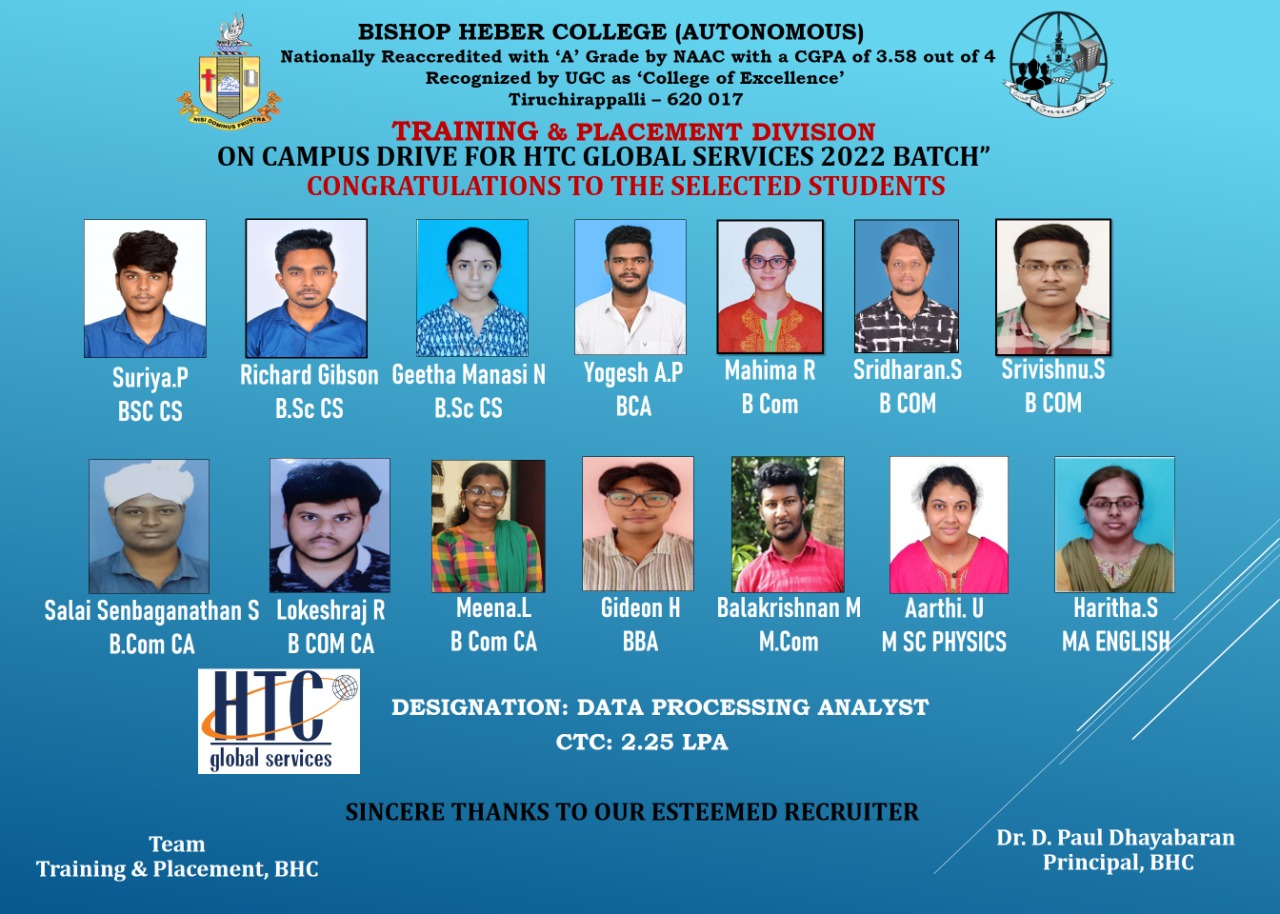 BISHOP HEBER COLLEGE (AUTONOMOUS)
Nationally Reaccredited with ‘A’ Grade by NAAC with a CGPA of 3.58 out of 4
Recognized by UGC as ‘College of Excellence’
Tiruchirappalli – 620 017
TRAINING & PLACEMENT DIVISION
ON CAMPUS DRIVE FOR HTC GLOBAL SERVICES 2022 BATCH”
CONGRATULATIONS TO THE SELECTED STUDENTS
NISI DOMINUS FRUSTRA
Enrich
Suriya.P
BSC CS
Richard Gibson
B.Sc CS
Geetha Manasi N
B.Sc CS
Yogesh A.P
BCA
Mahima R
B Com
Sridharan.S
B COM
Srivishnu.S
B COM
Salai Senbaganathan S
B.Com CA
Lokeshraj R
B COM CA
Meena.L
B Com CA
Gideon H
BBA
Balakrishnan M
M.Com
Aarthi. U
M SC PHYSICS
Haritha.S
MA ENGLISH
HTC
global services
DESIGNATION: DATA PROCESSING ANALYST
CTC: 2.25 LPA
SINCERE THANKS TO OUR ESTEEMED RECRUITER
Team
Training & Placement, BHC
Dr. D. Paul Dhayabaran
Principal, BHC